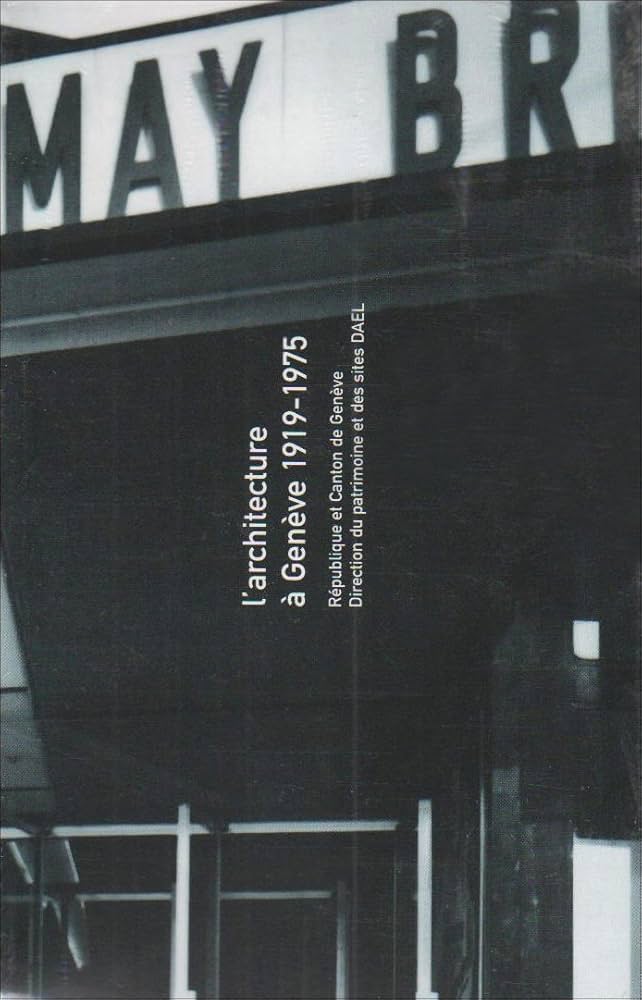 MAY BR
l'architecture
à Genève 1919-1975
République et Canton de Genève
Direction du patrimoine et des sites DAEL